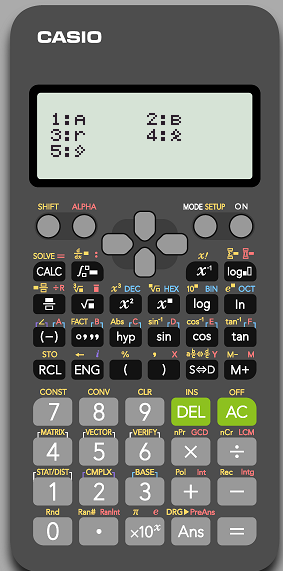 CASIO
1:A 2:B
3:r 4:x̂
5:ŷ
SHIFT ALPHA MODE SETUP ON
SOLVE = d/dx : x! Σ
CALC ∫ x⁻¹ log
÷R ³√ x³ DEC ˣ√ HEX 10ˣ BIN eˣ OCT
√ x² x log ln
∠ A FACT B Abs C sin⁻¹ D cos⁻¹ E tan⁻¹ F
(−) °,,, hyp sin cos tan
STO ← i % , X a b/c⇔d/c Y M− M
RCL ENG ( ) S⇔D M+
CONST CONV CLR INS OFF
7 8 9 DEL AC
MATRIX VECTOR VERIFY nPr GCD nCr LCM
4 5 6 × ÷
STAT/DIST CMPLX BASE Pol Int Rec Intg
1 2 3 + −
Rnd Ran# RanInt π e DRG▸ PreAns
0 · ×10ˣ Ans =